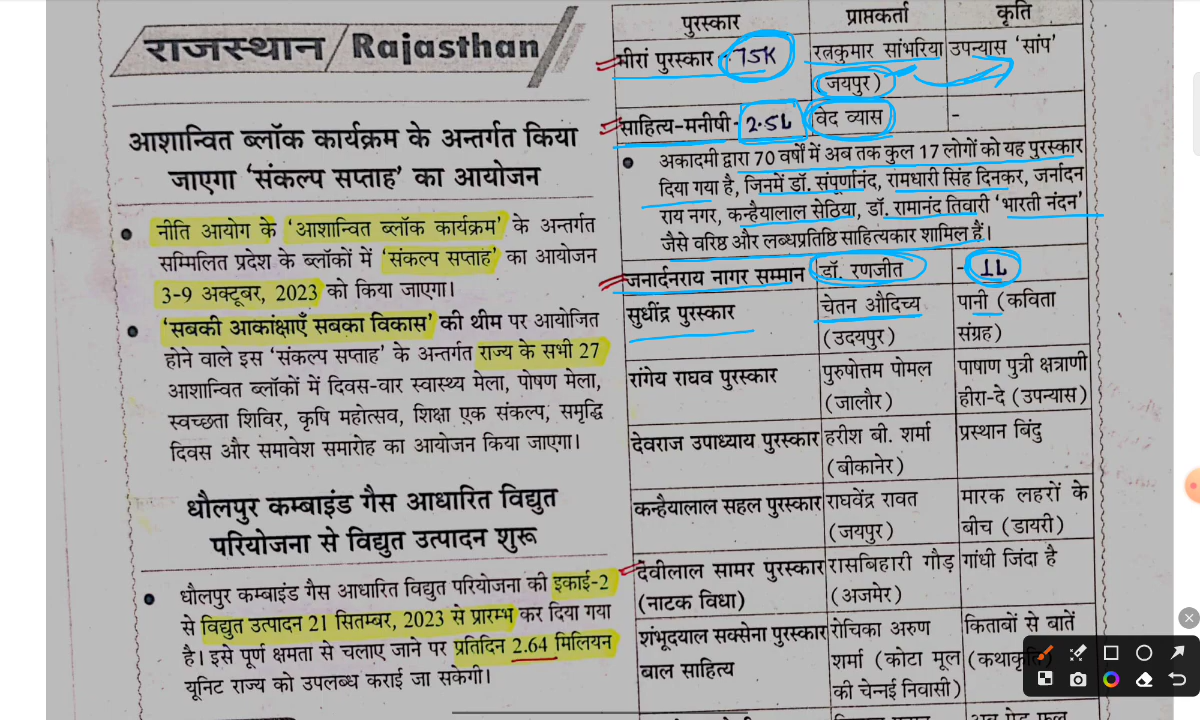 राजस्थान / Rajasthan
आशान्वित ब्लॉक कार्यक्रम के अन्तर्गत किया
जाएगा ‘संकल्प सप्ताह’ का आयोजन
● नीति आयोग के ‘आशान्वित ब्लॉक कार्यक्रम’ के अन्तर्गत
सम्मिलित प्रदेश के ब्लॉकों में ‘संकल्प सप्ताह’ का आयोजन
3-9 अक्टूबर, 2023 को किया जाएगा।
● ‘सबकी आकांक्षाएँ सबका विकास’ की थीम पर आयोजित
होने वाले इस ‘संकल्प सप्ताह’ के अन्तर्गत राज्य के सभी 27
आशान्वित ब्लॉकों में दिवस-वार स्वास्थ्य मेला, पोषण मेला,
स्वच्छता शिविर, कृषि महोत्सव, शिक्षा एक संकल्प, समृद्धि
दिवस और समावेश समारोह का आयोजन किया जाएगा।
धौलपुर कम्बाइंड गैस आधारित विद्युत
परियोजना से विद्युत उत्पादन शुरू
● धौलपुर कम्बाइंड गैस आधारित विद्युत परियोजना की इकाई-2
से विद्युत उत्पादन 21 सितम्बर, 2023 से प्रारम्भ कर दिया गया
है। इसे पूर्ण क्षमता से चलाए जाने पर प्रतिदिन 2.64 मिलियन
यूनिट राज्य को उपलब्ध कराई जा सकेगी।
पुरस्कार प्राप्तकर्ता कृति
मीरां पुरस्कार - 75K रत्नकुमार सांभरिया उपन्यास ‘सांप’
(जयपुर)
साहित्य-मनीषी - 2.5L वेद व्यास -
● अकादमी द्वारा 70 वर्षों में अब तक कुल 17 लोगों को यह पुरस्कार
दिया गया है, जिनमें डॉ. संपूर्णानंद, रामधारी सिंह दिनकर, जर्नादन
राय नगर, कन्हैयालाल सेठिया, डॉ. रामानंद तिवारी ‘भारती नंदन’
जैसे वरिष्ठ और लब्धप्रतिष्ठि साहित्यकार शामिल हैं।
जनार्दनराय नागर सम्मान डॉ. रणजीत - 1L
सुधींद्र पुरस्कार चेतन औदिच्य पानी (कविता
(उदयपुर) संग्रह)
रांगेय राघव पुरस्कार पुरुषोत्तम पोमल पाषाण पुत्री क्षत्राणी
(जालौर) हीरा-दे (उपन्यास)
देवराज उपाध्याय पुरस्कार हरीश बी. शर्मा प्रस्थान बिंदु
(बीकानेर)
कन्हैयालाल सहल पुरस्कार राघवेंद्र रावत मारक लहरों के
(जयपुर) बीच (डायरी)
देवीलाल सामर पुरस्कार रासबिहारी गौड़ गांधी जिंदा है
(नाटक विधा) (अजमेर)
शंभूदयाल सक्सेना पुरस्कार रोचिका अरुण किताबों से बातें
बाल साहित्य शर्मा (कोटा मूल (कथाकृति)
की चेन्नई निवासी)